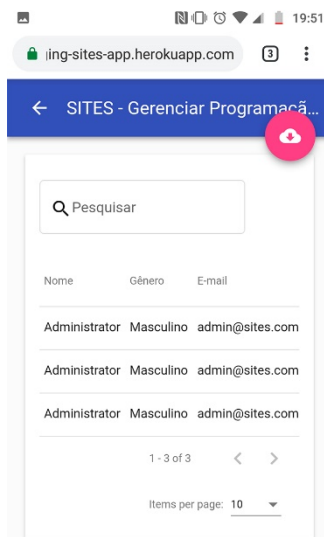 19:51
ing-sites-app.herokuapp.com 3
SITES - Gerenciar Programaçã...
Pesquisar
Nome Gênero E-mail
Administrator Masculino admin@sites.com
Administrator Masculino admin@sites.com
Administrator Masculino admin@sites.com
1 - 3 of 3
Items per page: 10